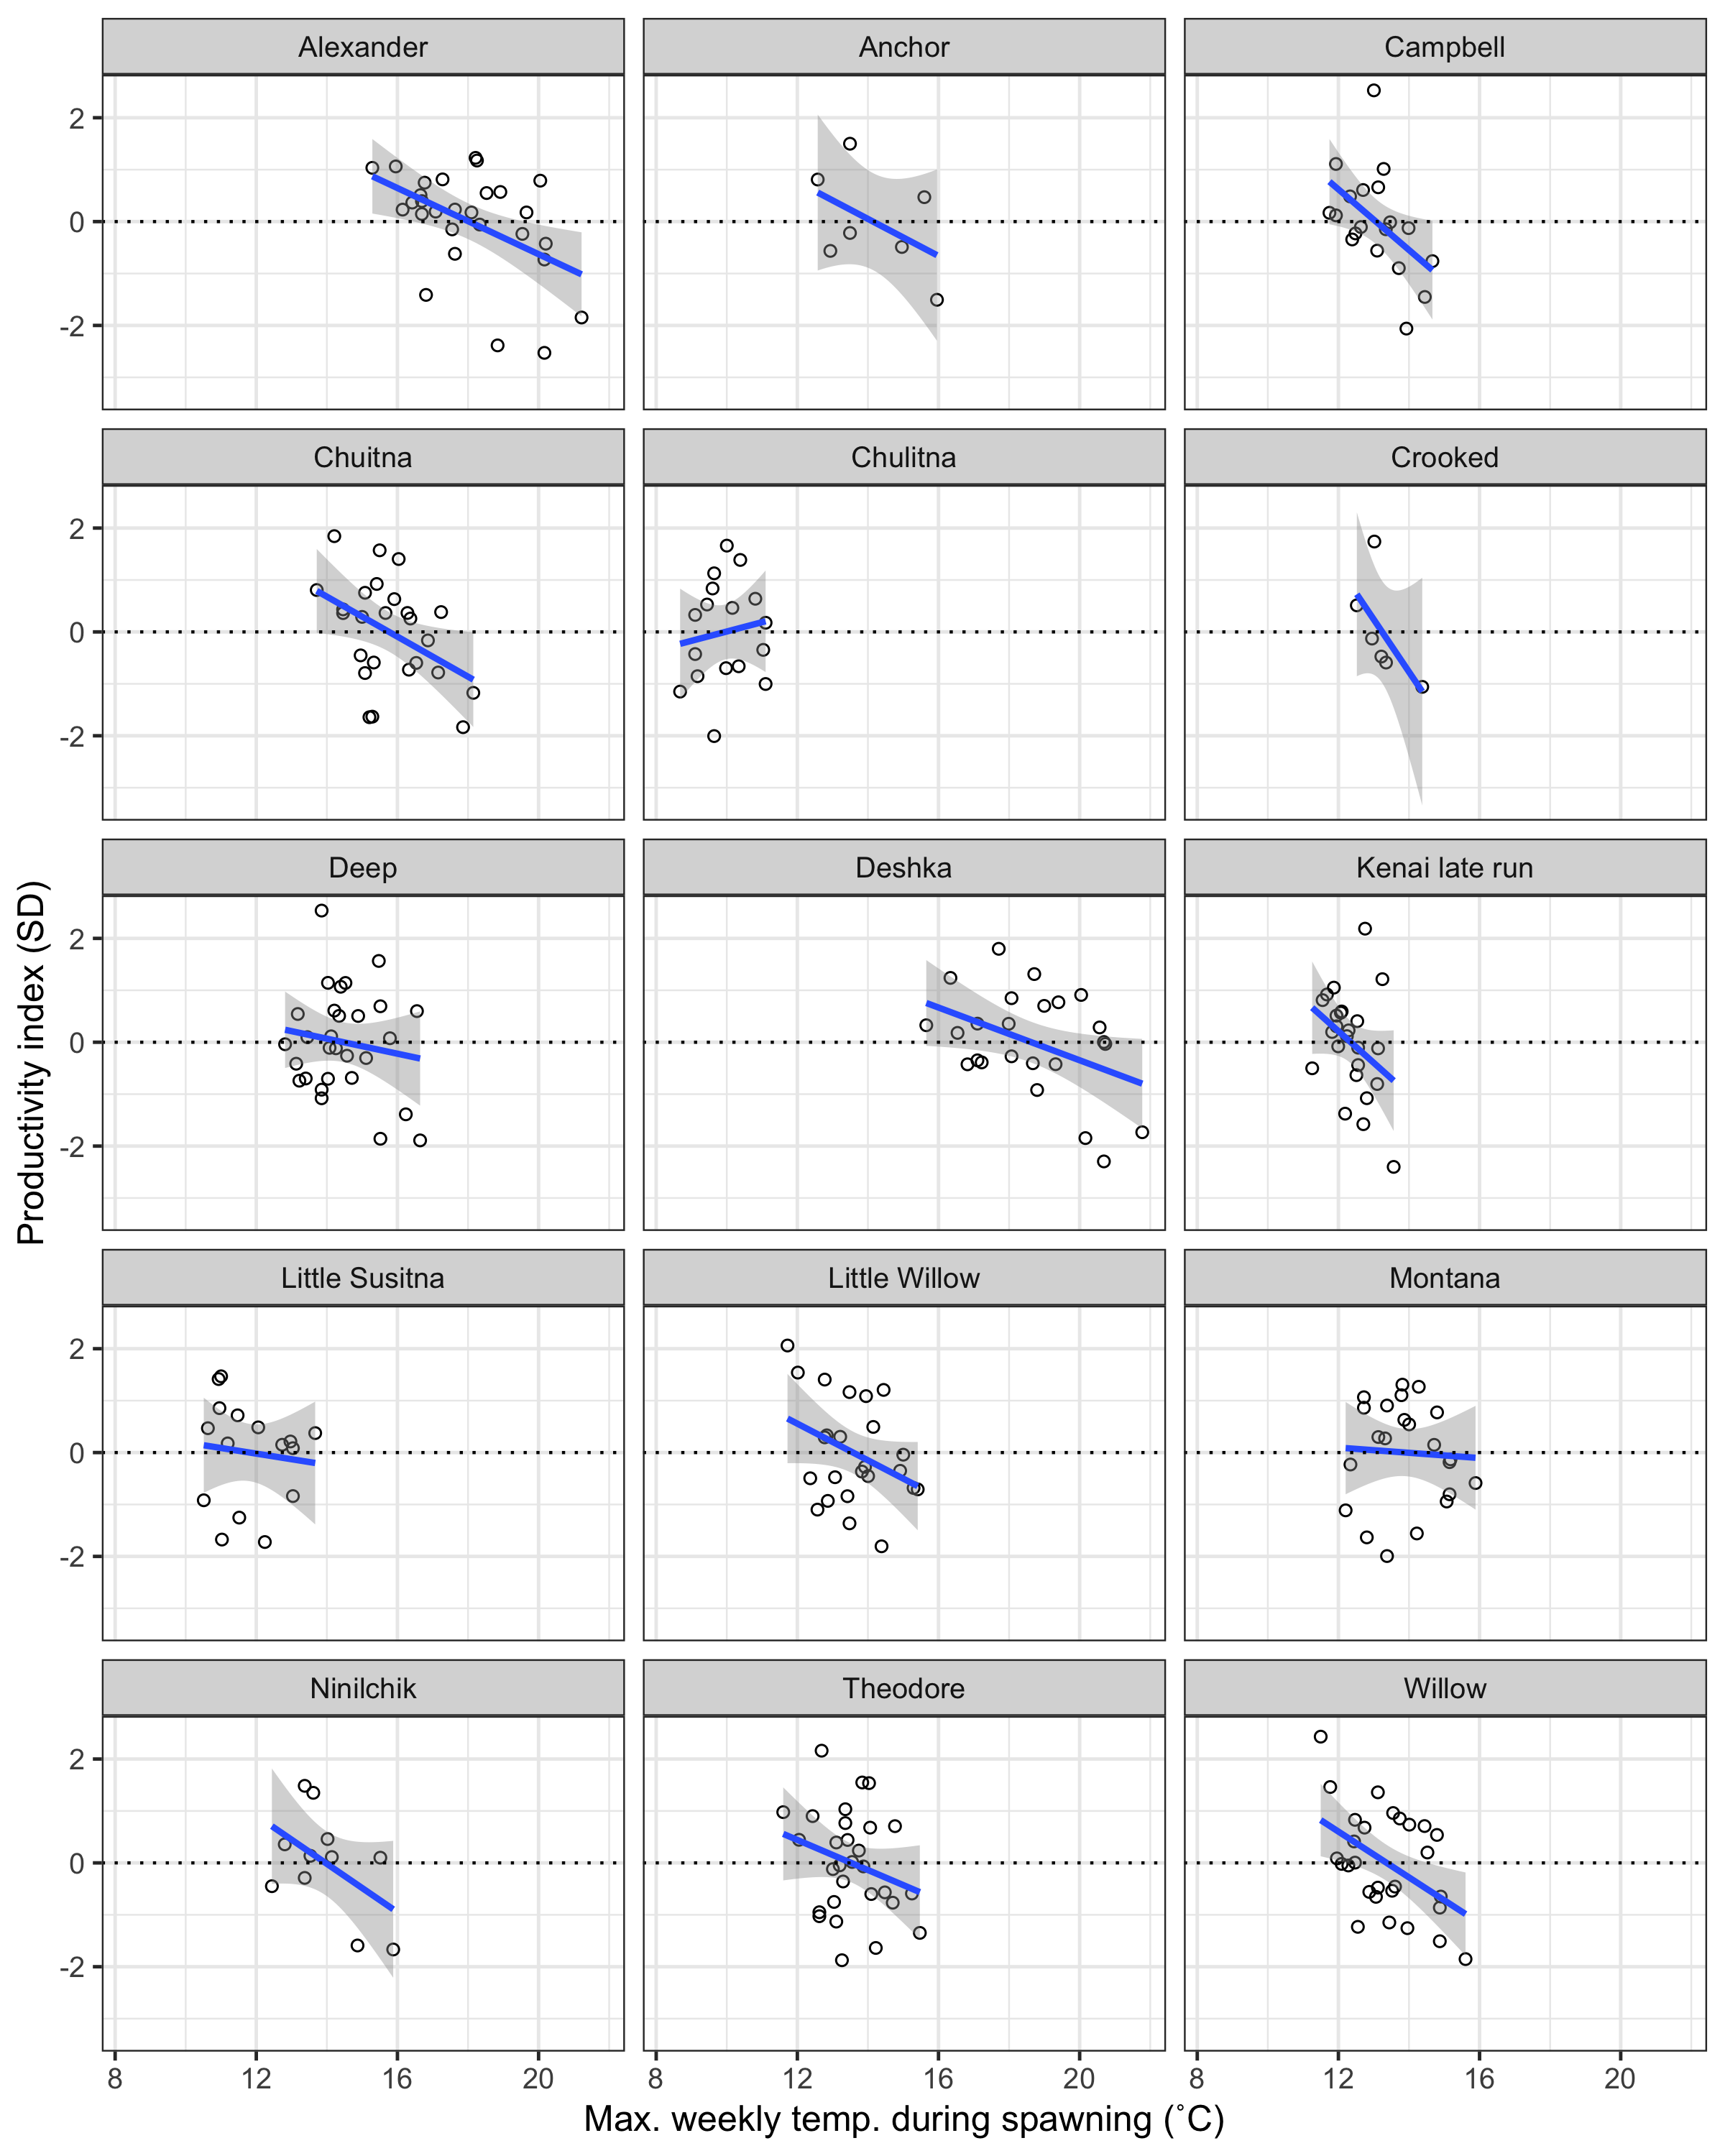 Alexander Anchor Campbell
2
0
-2
Chuitna Chulitna Crooked
2
0
-2
Deep Deshka Kenai late run
2
0
-2
Productivity index (SD)
Little Susitna Little Willow Montana
2
0
-2
Ninilchik Theodore Willow
2
0
-2
8 12 16 20 8 12 16 20 8 12 16 20
Max. weekly temp. during spawning (˚C)